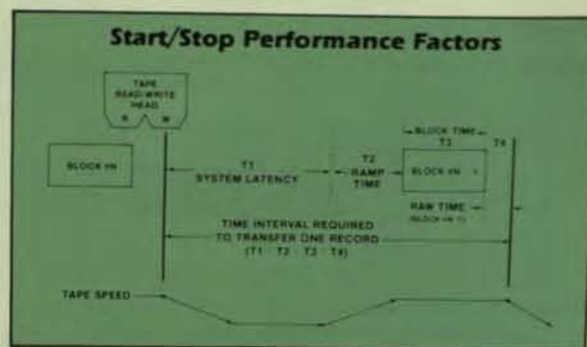 Start/Stop Performance Factors
TAPE
READ-WRITE
HEAD
R W
BLOCK #N
T1
SYSTEM LATENCY
T2
RAMP
TIME
BLOCK TIME
T3
T4
BLOCK #N
RAW TIME
TIME INTERVAL REQUIRED
TO TRANSFER ONE RECORD
(T1 T2 T3 T4)
TAPE SPEED